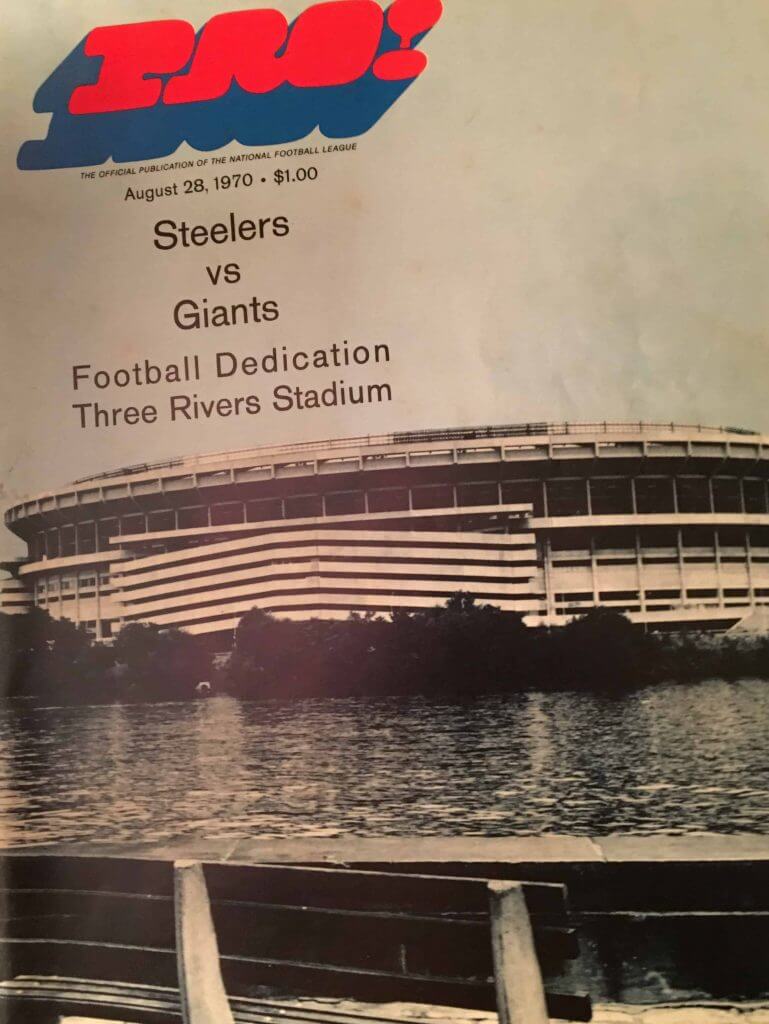 PRO!
THE OFFICIAL PUBLICATION OF THE NATIONAL FOOTBALL LEAGUE
August 28, 1970 • $1.00
Steelers
vs
Giants
Football Dedication
Three Rivers Stadium